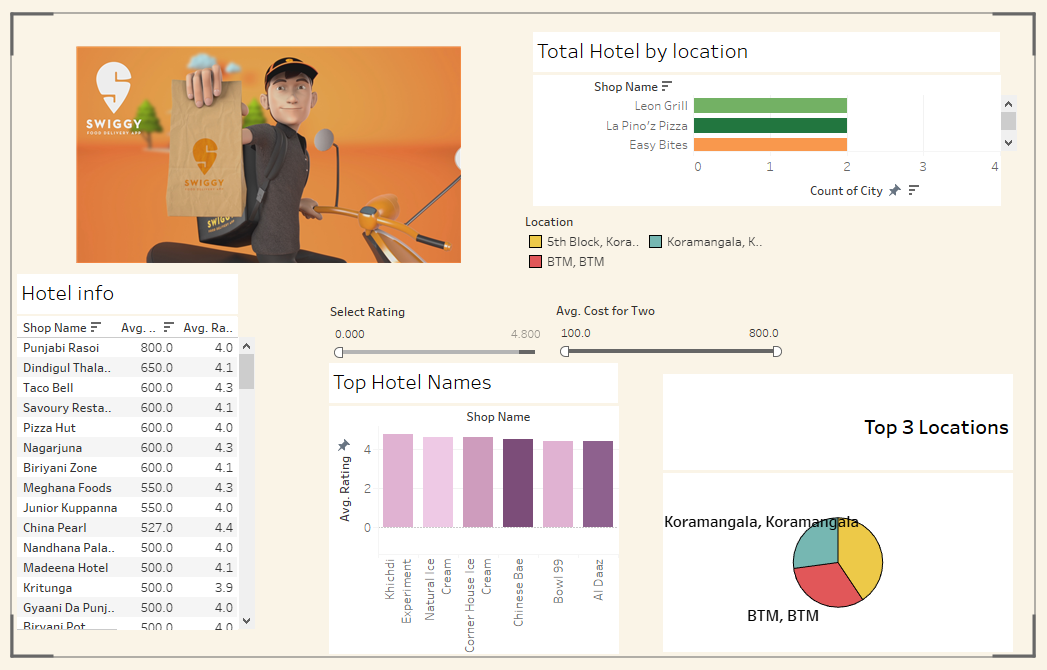 SWIGGY
FOOD DELIVERY APP
SWIGGY
SWIGGY
Total Hotel by location
Shop Name
Leon Grill
La Pino'z Pizza
Easy Bites
0 1 2 3 4
Count of City
Location
5th Block, Kora..
Koramangala, K..
BTM, BTM
Hotel info
Shop Name Avg. .. Avg. Ra..
Punjabi Rasoi 800.0 4.0
Dindigul Thala.. 650.0 4.1
Taco Bell 600.0 4.3
Savoury Resta.. 600.0 4.1
Pizza Hut 600.0 4.0
Nagarjuna 600.0 4.3
Biriyani Zone 600.0 4.1
Meghana Foods 550.0 4.3
Junior Kuppanna 550.0 4.0
China Pearl 527.0 4.4
Nandhana Pala.. 500.0 4.0
Madeena Hotel 500.0 4.1
Kritunga 500.0 3.9
Gyaani Da Punj.. 500.0 4.0
Biryani Pot 500.0 4.0
Select Rating
0.000 4.800
Avg. Cost for Two
100.0 800.0
Top Hotel Names
Shop Name
Avg. Rating
4
2
0
Khichdi Experiment
Natural Ice Cream
Corner House Ice Cream
Chinese Bae
Bowl 99
Al Daaz
Top 3 Locations
Koramangala, Koramangala
BTM, BTM